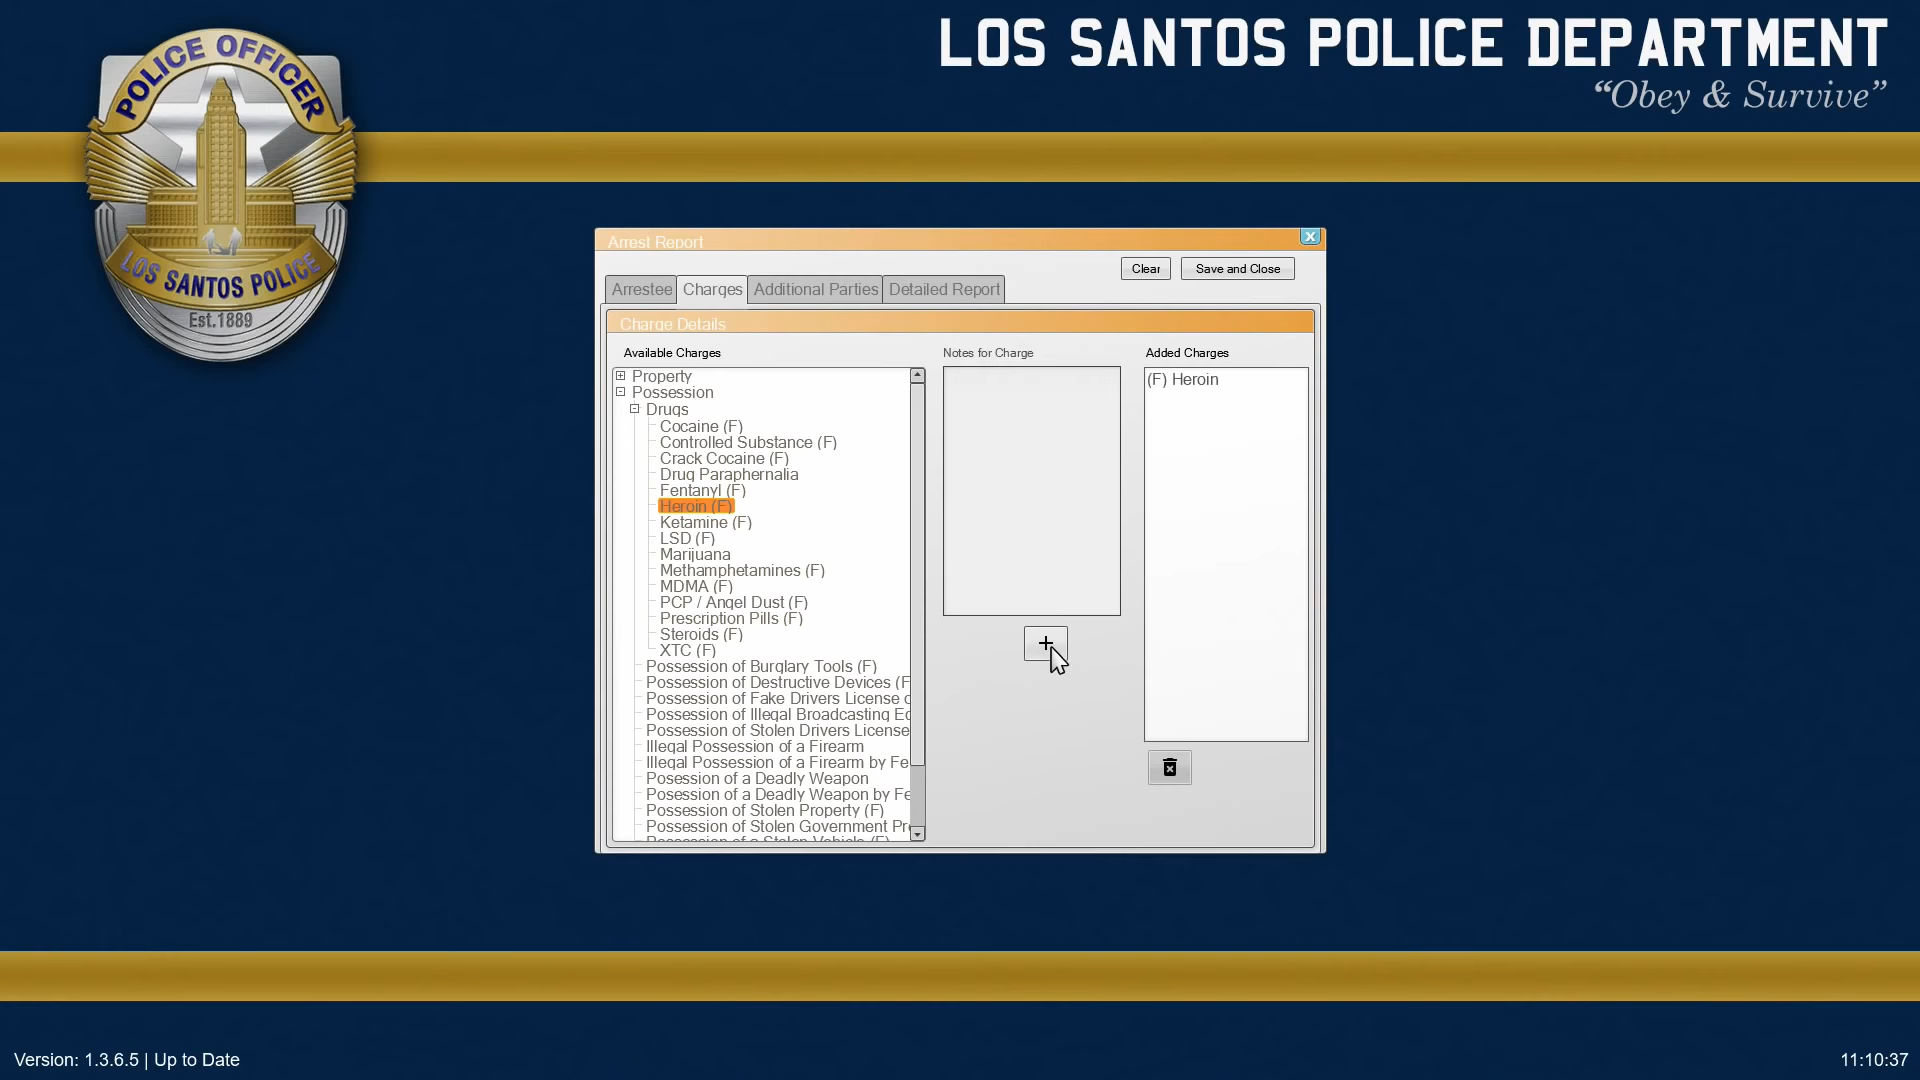 POLICE OFFICER
LOS SANTOS POLICE
Est.1889
LOS SANTOS POLICE DEPARTMENT
“Obey & Survive”
Arrest Report
x
Clear
Save and Close
Arrestee
Charges
Additional Parties
Detailed Report
Charge Details
Available Charges
Notes for Charge
Added Charges
Property
Possession
Drugs
Cocaine (F)
Controlled Substance (F)
Crack Cocaine (F)
Drug Paraphernalia
Fentanyl (F)
Heroin (F)
Ketamine (F)
LSD (F)
Marijuana
Methamphetamines (F)
MDMA (F)
PCP / Angel Dust (F)
Prescription Pills (F)
Steroids (F)
XTC (F)
Possession of Burglary Tools (F)
Possession of Destructive Devices (F
Possession of Fake Drivers License
Possession of Illegal Broadcasting
Possession of Stolen Drivers License
Illegal Possession of a Firearm
Illegal Possession of a Firearm by Fe
Posession of a Deadly Weapon
Posession of a Deadly Weapon by Fe
Possession of Stolen Property (F)
Possession of Stolen Government Pr
Possession of a Stolen Vehicle (F)
(F) Heroin
+
Version: 1.3.6.5 | Up to Date
11:10:37